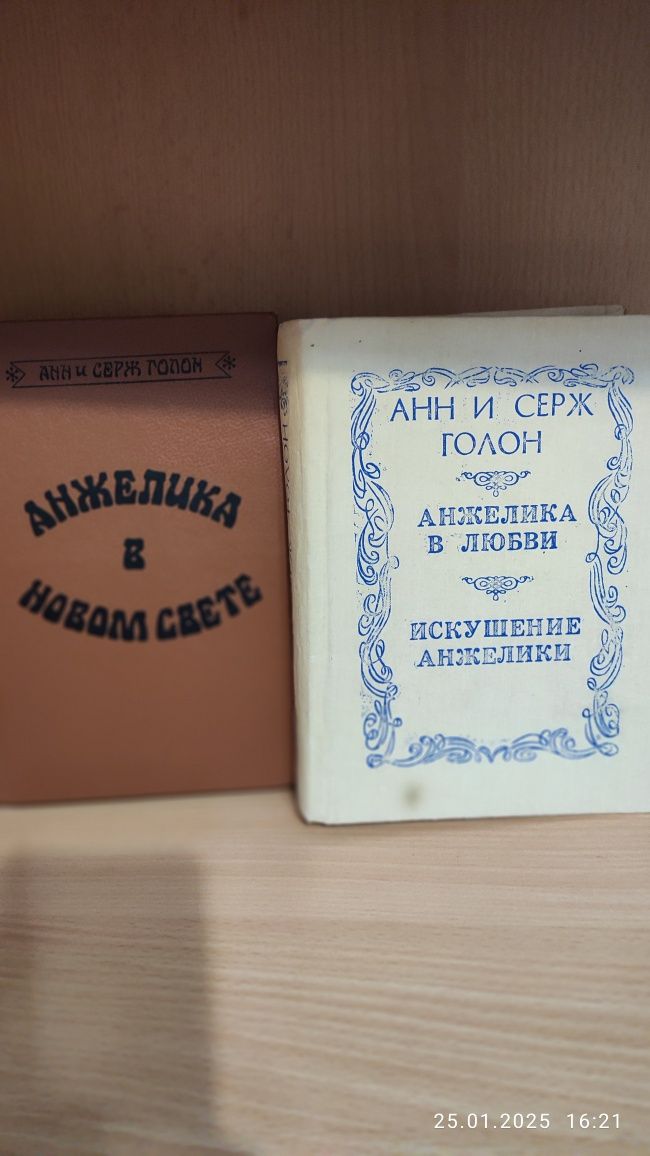 АНН И СЕРЖ ГОЛОН
АНЖЕЛИКА
В
НОВОМ СВЕТЕ
АНН И СЕРЖ
ГОЛОН
АНЖЕЛИКА
В ЛЮБВИ
ИСКУШЕНИЕ
АНЖЕЛИКИ
25.01.2025 16:21